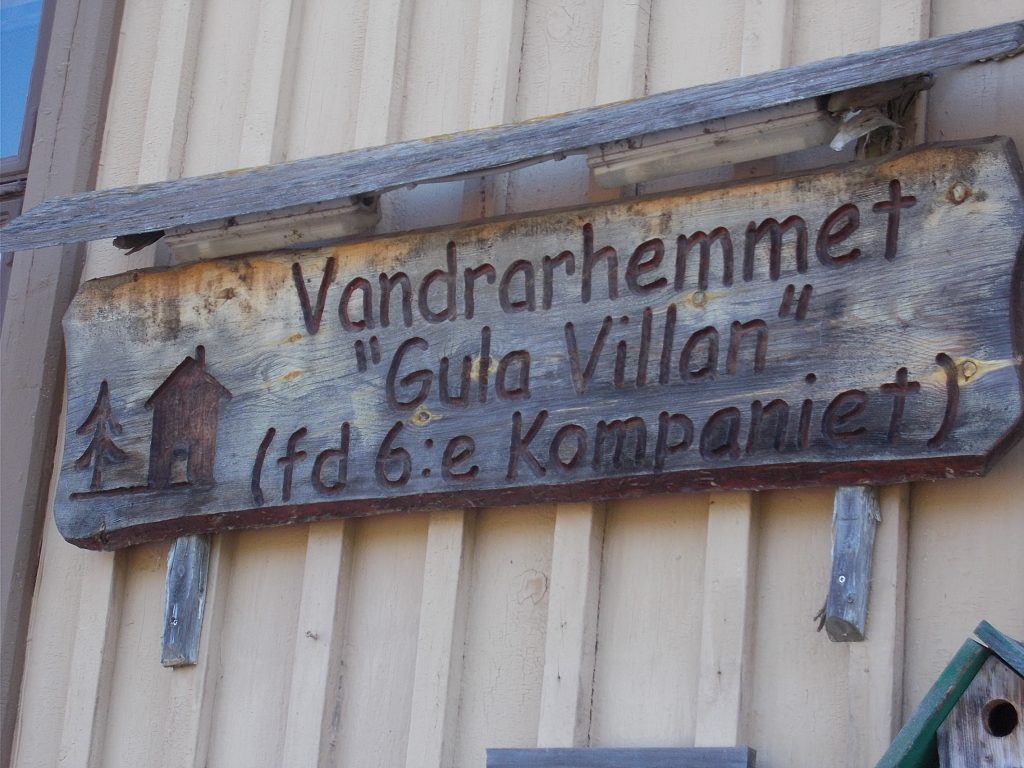 Vandrarhemmet
"Gula Villan"
(fd 6:e Kompaniet)